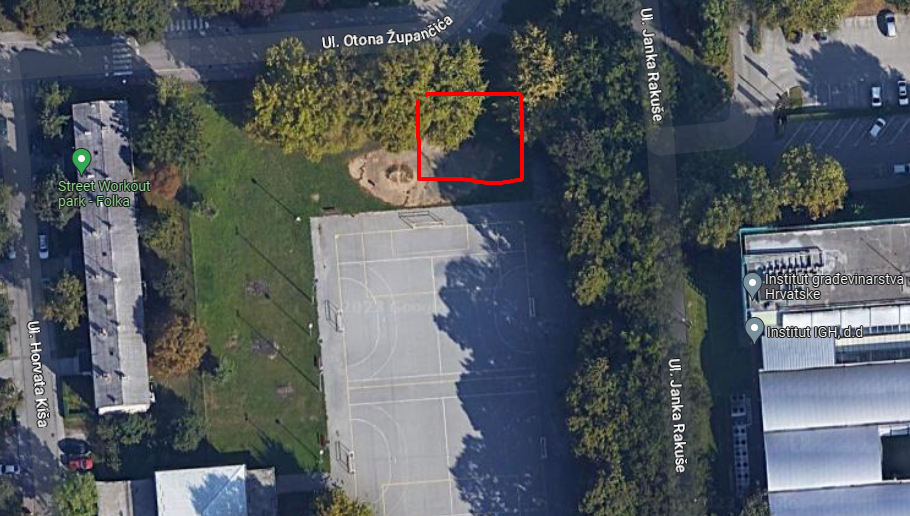 Ul. Otona Župančića
Ul. Janka Rakuše
Street Workout
park - Folka
Institut građevinarstva
Hrvatske
Institut IGH, d.d
Ul. Horvata Kiša
Ul. Janka Rakuše